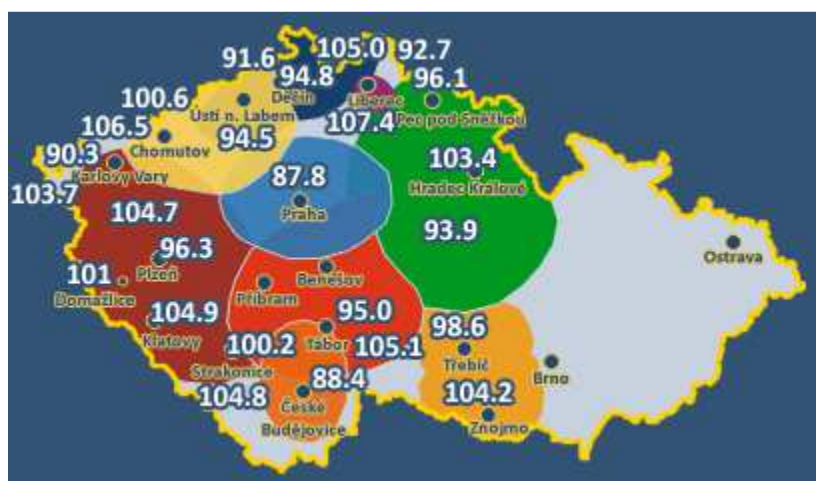 91.6
105.0
92.7
94.8
Děčín
96.1
100.6
Liberec
Ústí n. Labem
107.4
Pec pod Sněžkou
106.5
94.5
Chomutov
90.3
Karlovy Vary
103.4
103.7
87.8
Hradec Králové
104.7
Praha
93.9
96.3
Plzeň
Ostrava
101
Benešov
Domažlice
Příbram
104.9
95.0
98.6
Klatovy
100.2
Tábor
105.1
Třebíč
Strakonice
Brno
104.8
88.4
104.2
České
Budějovice
Znojmo